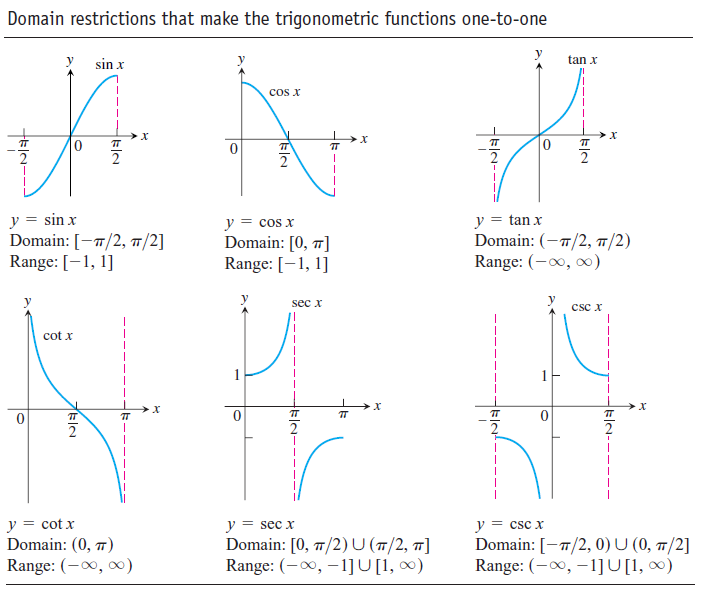 Domain restrictions that make the trigonometric functions one-to-one
y sin x
x
-π/2 0 π/2
y = sin x
Domain: [−π/2, π/2]
Range: [−1, 1]
y
cos x
x
0 π/2 π
y = cos x
Domain: [0, π]
Range: [−1, 1]
y tan x
x
-π/2 0 π/2
y = tan x
Domain: (−π/2, π/2)
Range: (−∞, ∞)
y
cot x
x
0 π/2 π
y = cot x
Domain: (0, π)
Range: (−∞, ∞)
y sec x
1
x
0 π/2 π
y = sec x
Domain: [0, π/2) ∪ (π/2, π]
Range: (−∞, −1] ∪ [1, ∞)
y csc x
1
x
-π/2 0 π/2
y = csc x
Domain: [−π/2, 0) ∪ (0, π/2]
Range: (−∞, −1] ∪ [1, ∞)